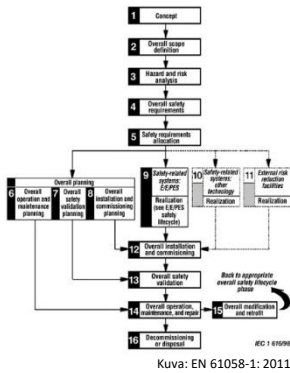 1 Concept
2 Overall scope
definition
3 Hazard and risk
analysis
4 Overall safety
requirements
5 Safety requirements
allocation
Overall planning
6 Overall
operation and
maintenance
planning
7 Overall
safety
validation
planning
8 Overall
installation and
commissioning
planning
9 Safety-related
systems:
E/E/PES
Realization
(see E/E/PES
safety
lifecycle)
10 Safety-related
systems:
other
technology
Realization
11 External risk
reduction
facilities
Realization
12 Overall installation
and commisioning
13 Overall safety
validation
Back to appropriate
overall safety lifecycle
phase
14 Overall operation,
maintenance, and repair
15 Overall modification
and retrofit
16 Decommissioning
or disposal
IEC 1 616/98
Kuva: EN 61058-1: 2011